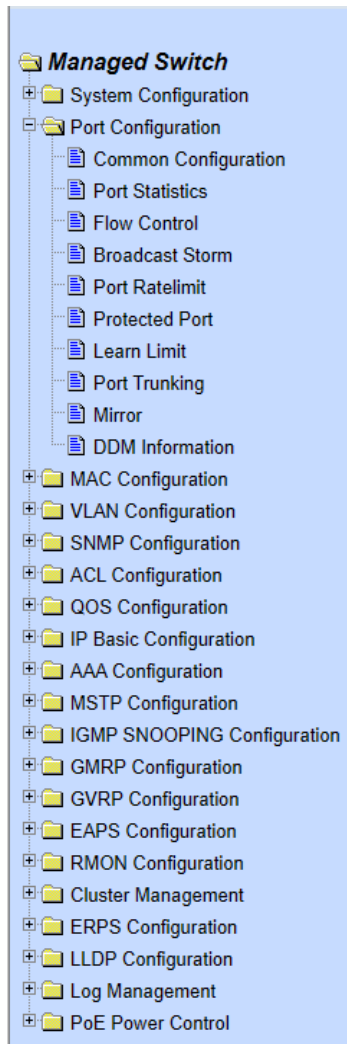 Managed Switch
System Configuration
Port Configuration
Common Configuration
Port Statistics
Flow Control
Broadcast Storm
Port Ratelimit
Protected Port
Learn Limit
Port Trunking
Mirror
DDM Information
MAC Configuration
VLAN Configuration
SNMP Configuration
ACL Configuration
QOS Configuration
IP Basic Configuration
AAA Configuration
MSTP Configuration
IGMP SNOOPING Configuration
GMRP Configuration
GVRP Configuration
EAPS Configuration
RMON Configuration
Cluster Management
ERPS Configuration
LLDP Configuration
Log Management
PoE Power Control